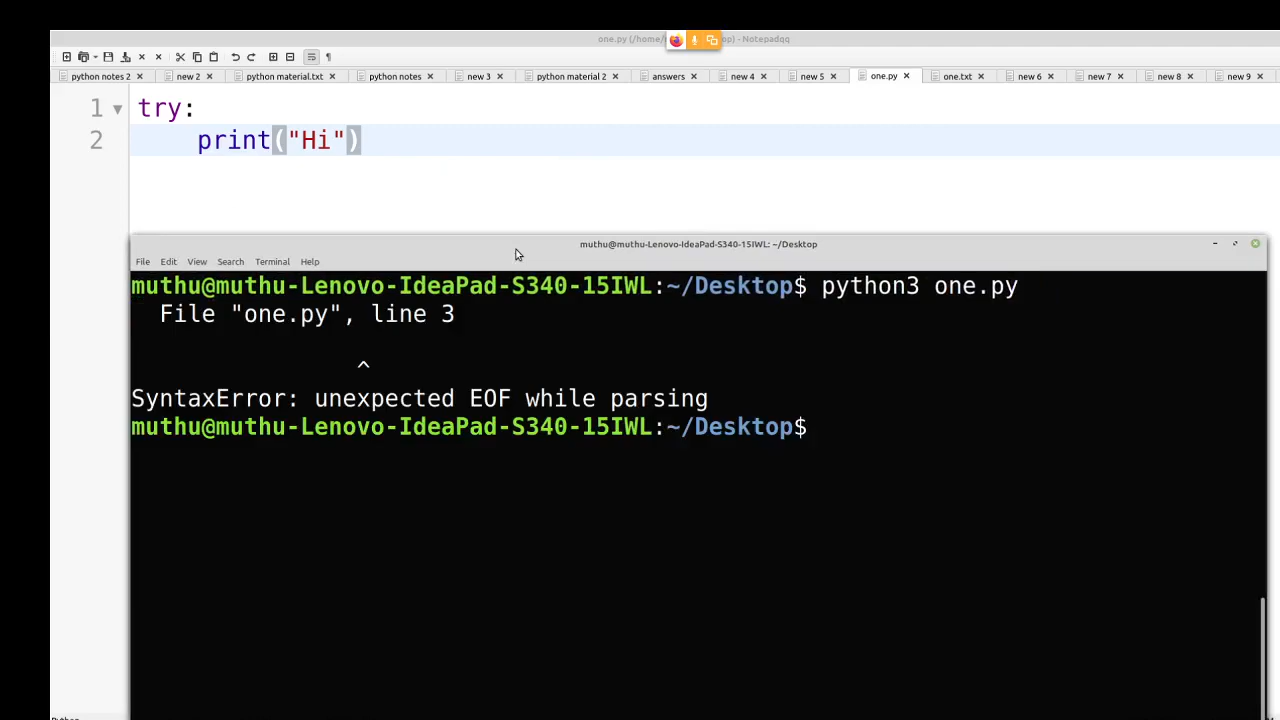 one.py (/home/ op) - Notepadqq
python notes 2 new 2 python material.txt python notes new 3 python material 2 answers new 4 new 5 one.py one.txt new 6 new 7 new 8 new 9
1 try:
2 print("Hi")
muthu@muthu-Lenovo-IdeaPad-S340-15IWL: ~/Desktop
File Edit View Search Terminal Help
muthu@muthu-Lenovo-IdeaPad-S340-15IWL:~/Desktop$ python3 one.py
File "one.py", line 3
^
SyntaxError: unexpected EOF while parsing
muthu@muthu-Lenovo-IdeaPad-S340-15IWL:~/Desktop$